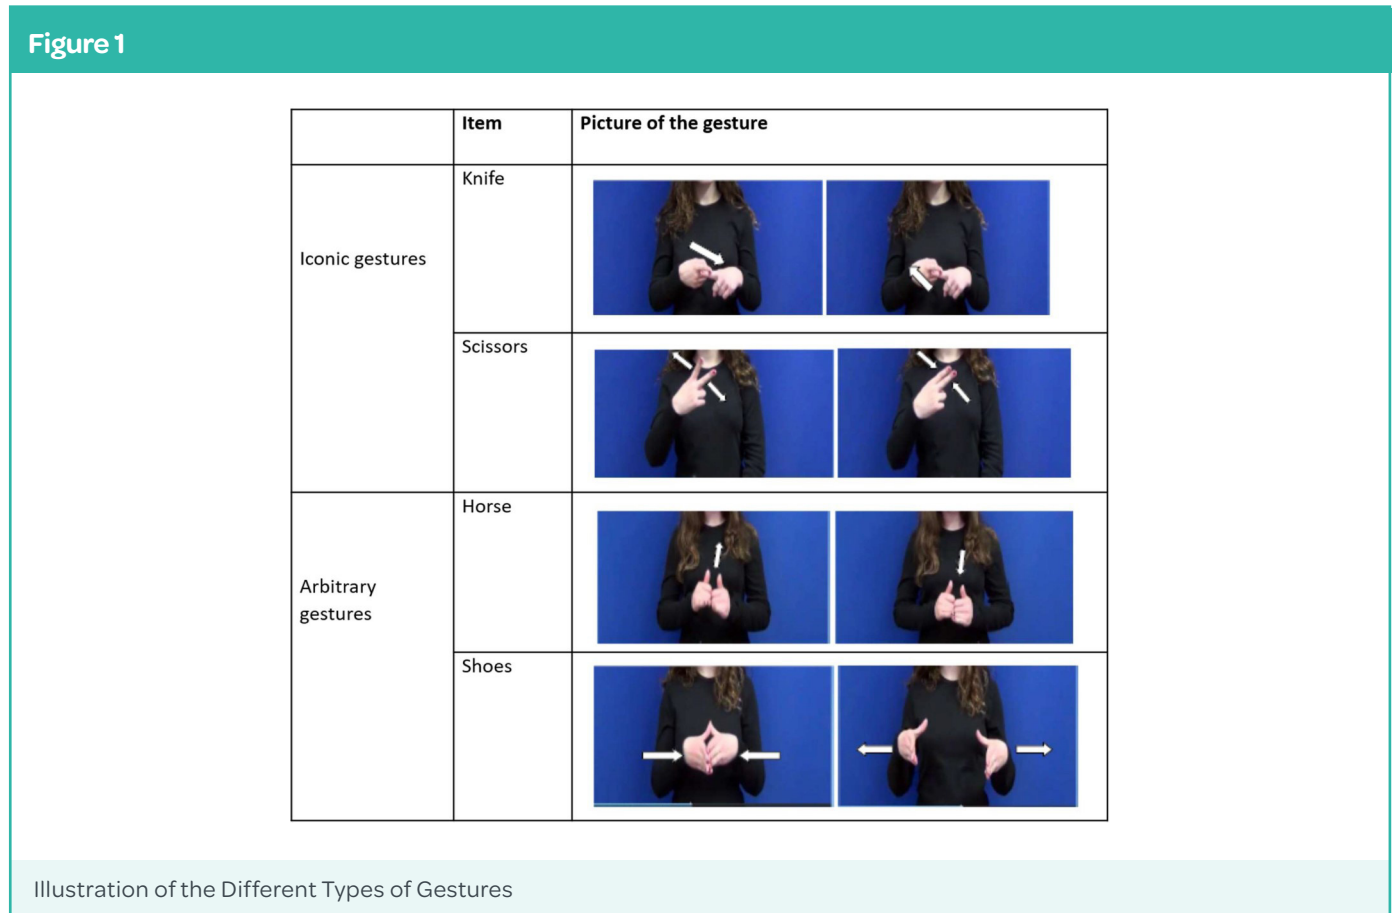 Figure 1
Item
Picture of the gesture
Iconic gestures
Knife
Scissors
Arbitrary
gestures
Horse
Shoes
Illustration of the Different Types of Gestures